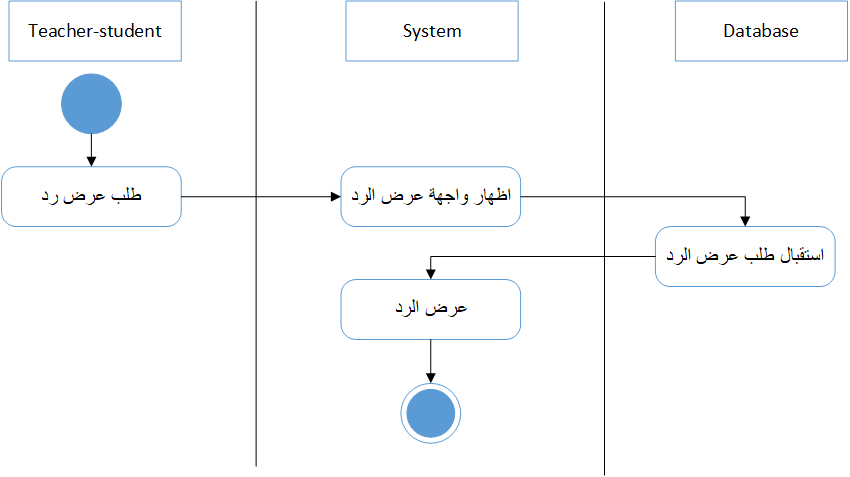 Teacher-student
System
Database
طلب عرض رد
اظهار واجهة عرض الرد
استقبال طلب عرض الرد
عرض الرد